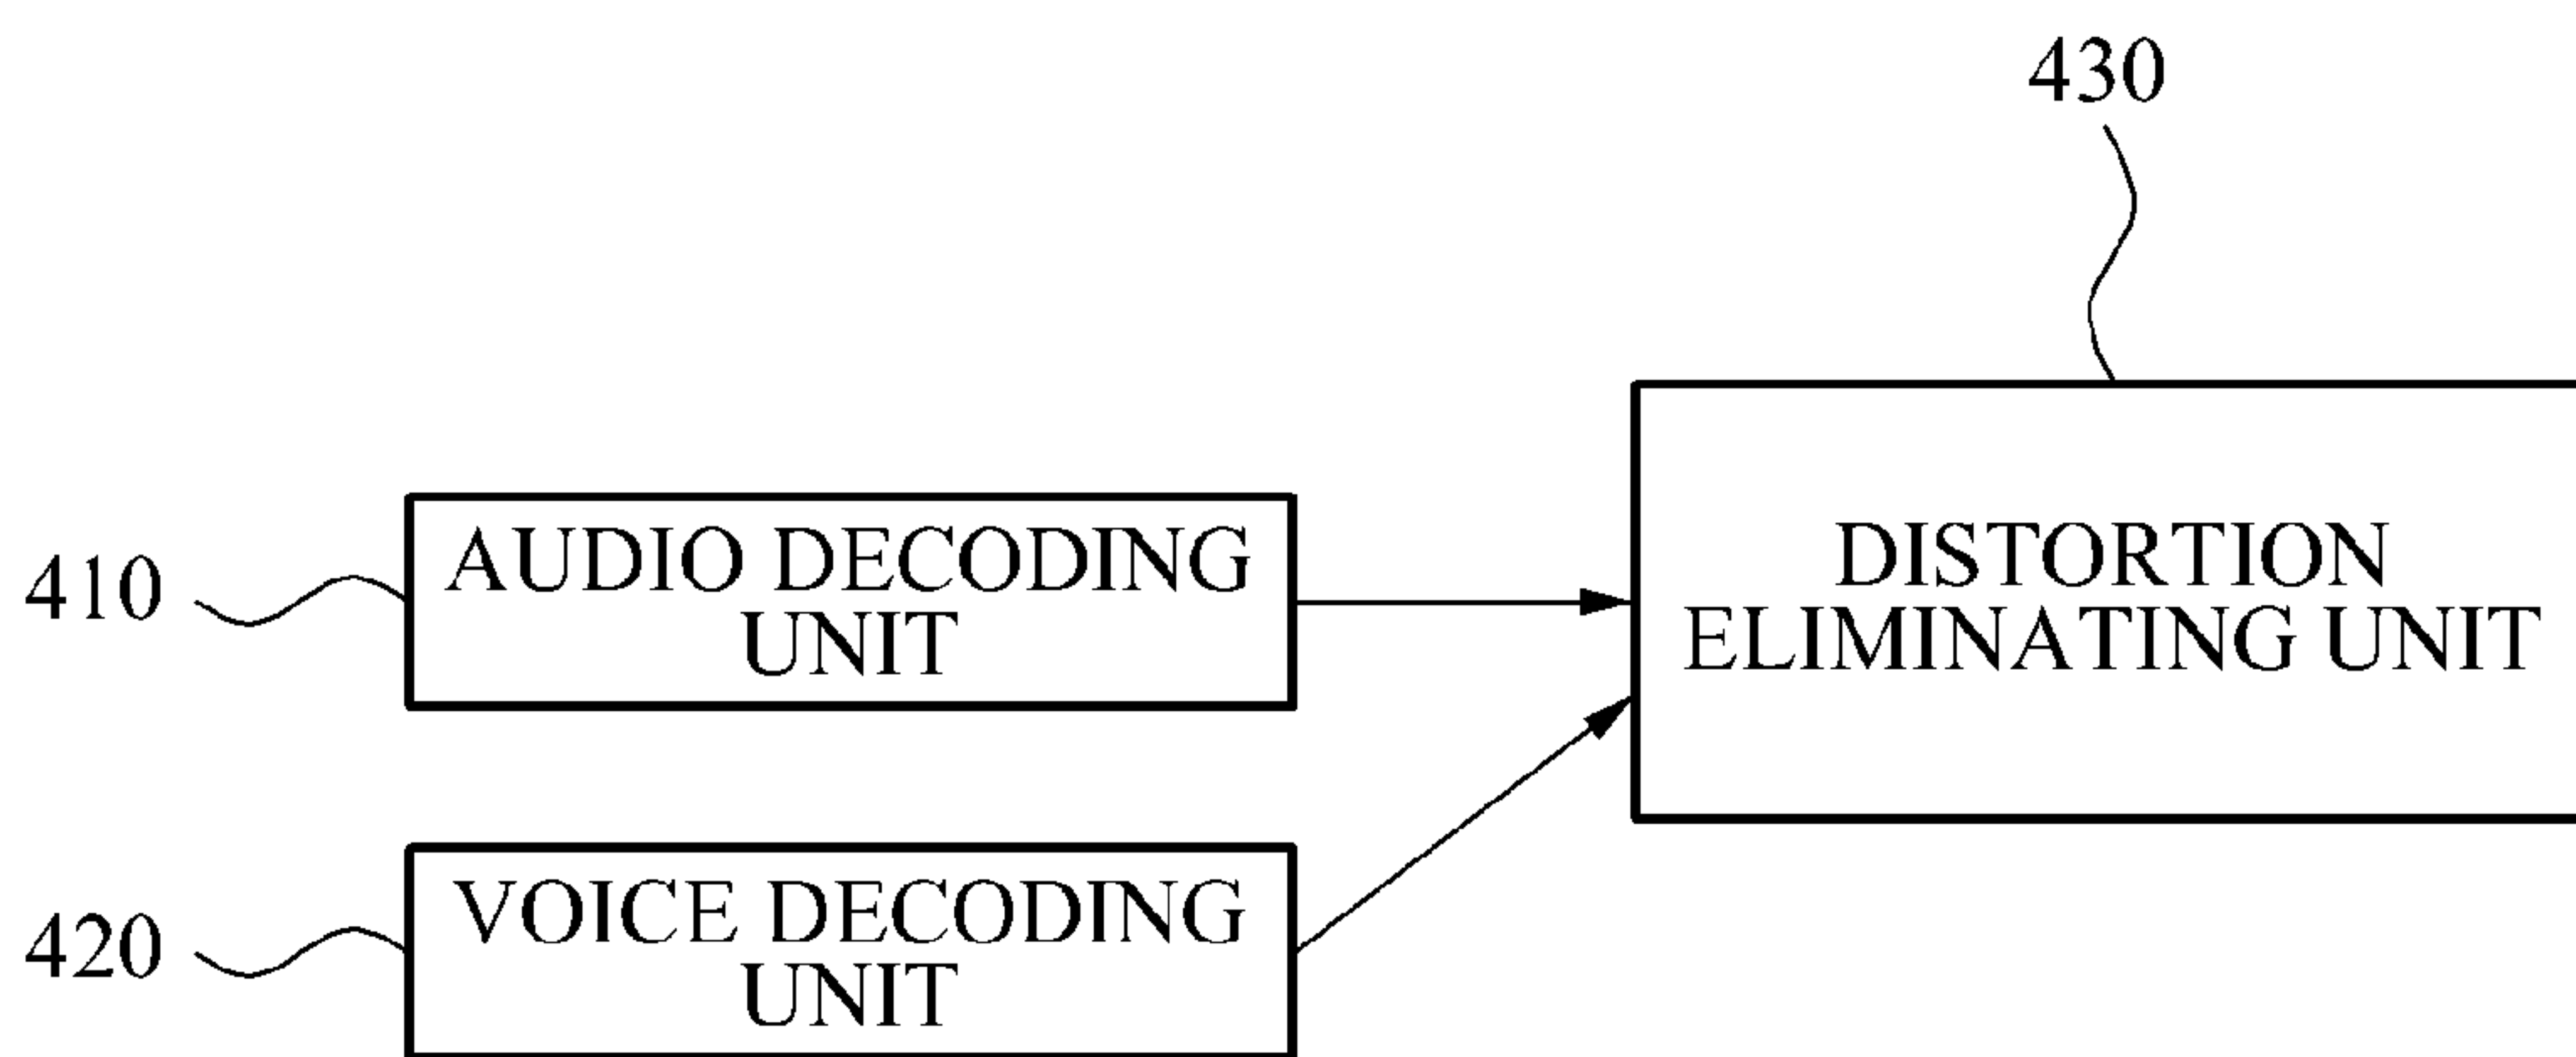 430
410
AUDIO DECODING
UNIT
DISTORTION
ELIMINATING UNIT
420
VOICE DECODING
UNIT